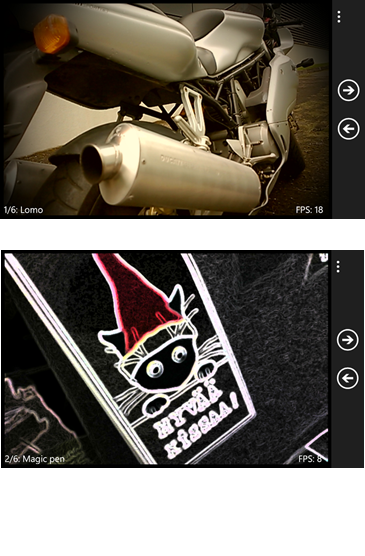 1/6: Lomo
FPS: 18
2/6: Magic pen
FPS: 8
HYVÄÄ
KISSAA!